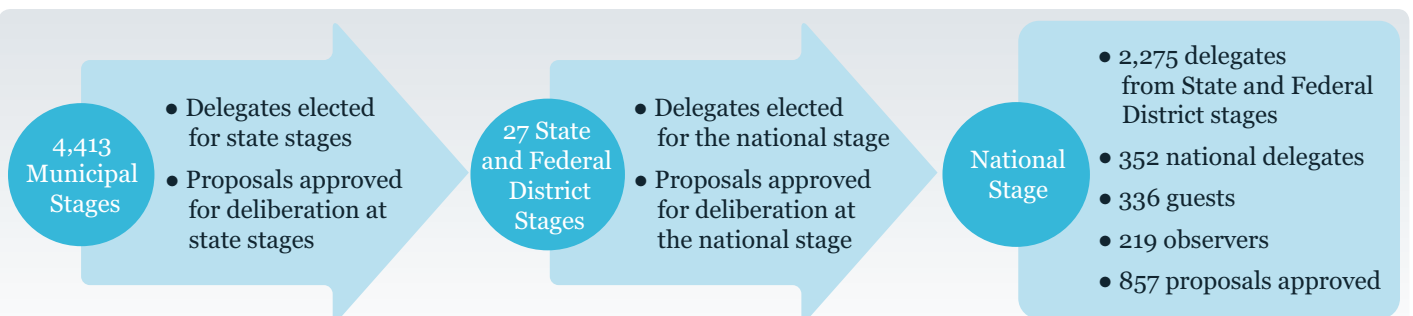 4,413
Municipal
Stages
● Delegates elected
for state stages
● Proposals approved
for deliberation at
state stages
27 State
and Federal
District
Stages
● Delegates elected
for the national stage
● Proposals approved
for deliberation at
the national stage
National
Stage
● 2,275 delegates
from State and Federal
District stages
● 352 national delegates
● 336 guests
● 219 observers
● 857 proposals approved